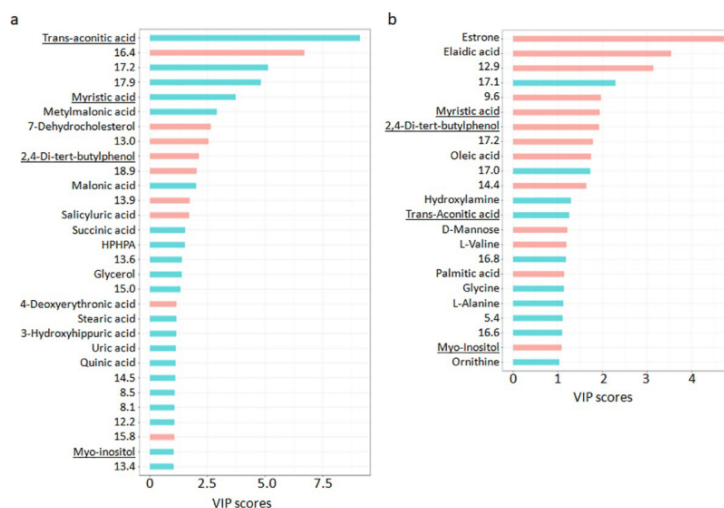 a
Trans-aconitic acid
16.4
17.2
17.9
Myristic acid
Metylmalonic acid
7-Dehydrocholesterol
13.0
2,4-Di-tert-butylphenol
18.9
Malonic acid
13.9
Salicyluric acid
Succinic acid
HPHPA
13.6
Glycerol
15.0
4-Deoxyerythronic acid
Stearic acid
3-Hydroxyhippuric acid
Uric acid
Quinic acid
14.5
8.5
8.1
12.2
15.8
Myo-inositol
13.4
0 2.5 5.0 7.5
VIP scores
b
Estrone
Elaidic acid
12.9
17.1
9.6
Myristic acid
2,4-Di-tert-butylphenol
17.2
Oleic acid
17.0
14.4
Hydroxylamine
Trans-Aconitic acid
D-Mannose
L-Valine
16.8
Palmitic acid
Glycine
L-Alanine
5.4
16.6
Myo-Inositol
Ornithine
0 1 2 3 4
VIP scores